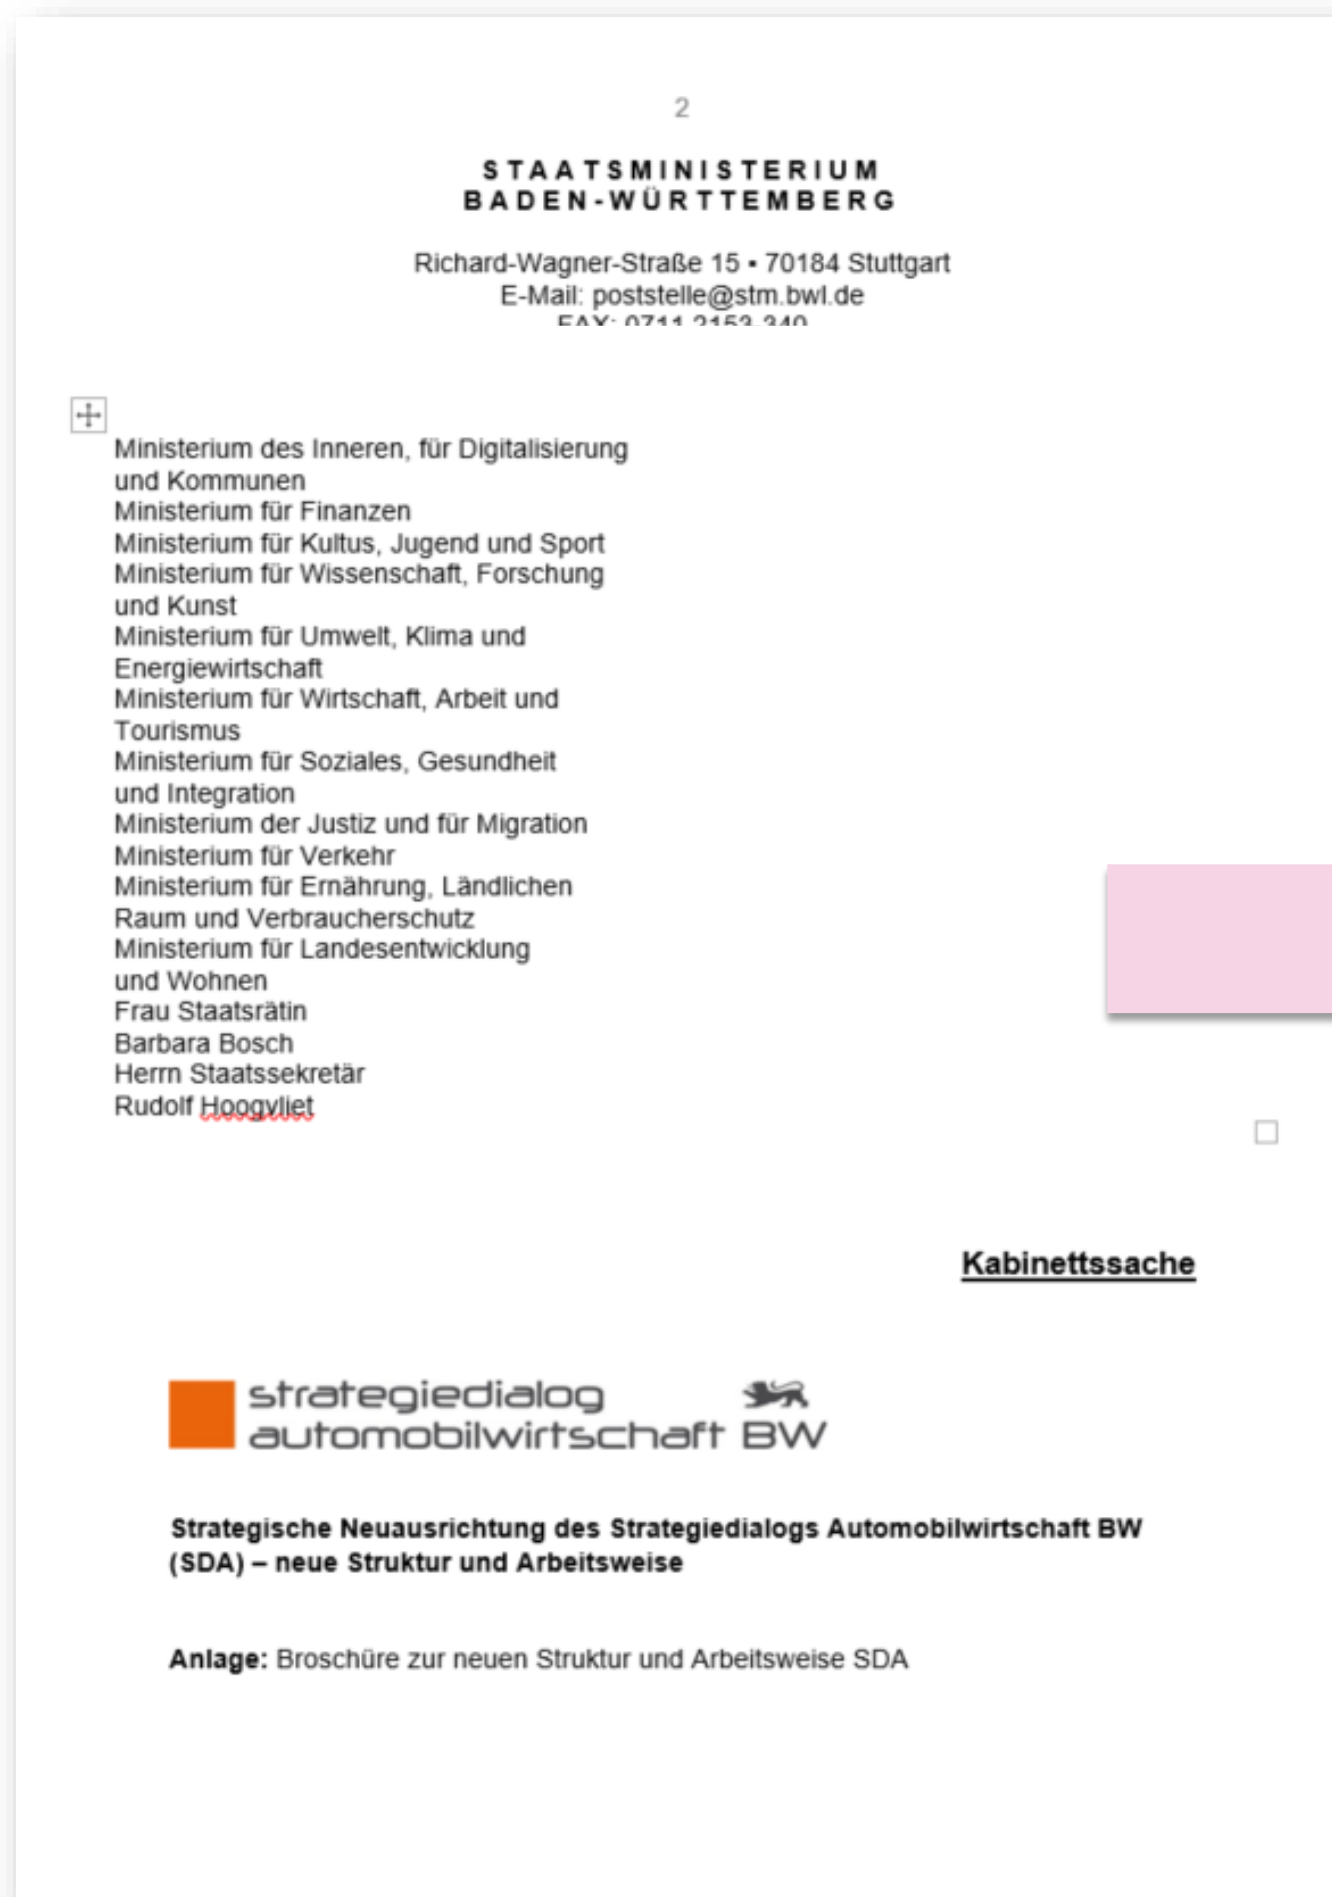 2
STAATSMINISTERIUM
BADEN-WÜRTTEMBERG
Richard-Wagner-Straße 15 ▪ 70184 Stuttgart
E-Mail: poststelle@stm.bwl.de
FAX: 0711 2153-340
Ministerium des Inneren, für Digitalisierung
und Kommunen
Ministerium für Finanzen
Ministerium für Kultus, Jugend und Sport
Ministerium für Wissenschaft, Forschung
und Kunst
Ministerium für Umwelt, Klima und
Energiewirtschaft
Ministerium für Wirtschaft, Arbeit und
Tourismus
Ministerium für Soziales, Gesundheit
und Integration
Ministerium der Justiz und für Migration
Ministerium für Verkehr
Ministerium für Ernährung, Ländlichen
Raum und Verbraucherschutz
Ministerium für Landesentwicklung
und Wohnen
Frau Staatsrätin
Barbara Bosch
Herrn Staatssekretär
Rudolf Hoogvliet
Kabinettssache
strategiedialog
automobilwirtschaft BW
Strategische Neuausrichtung des Strategiedialogs Automobilwirtschaft BW
(SDA) – neue Struktur und Arbeitsweise
Anlage: Broschüre zur neuen Struktur und Arbeitsweise SDA